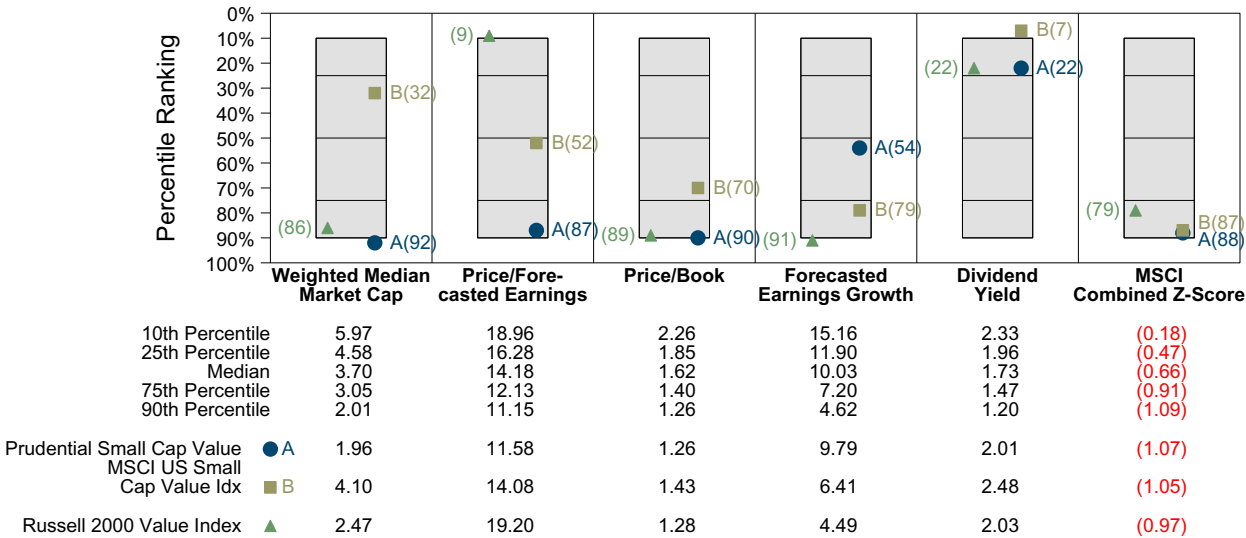 0%
10%
20%
30%
40%
50%
60%
70%
80%
90%
100%
Percentile Ranking
B(32)
(86)
A(92)
(9)
B(52)
A(87)
B(70)
(89)
A(90)
A(54)
B(79)
(91)
B(7)
(22)
A(22)
(79)
B(87)
A(88)
Weighted Median Price/Fore- Price/Book Forecasted Dividend MSCI
Market Cap casted Earnings Earnings Growth Yield Combined Z-Score
10th Percentile 5.97 18.96 2.26 15.16 2.33 (0.18)
25th Percentile 4.58 16.28 1.85 11.90 1.96 (0.47)
Median 3.70 14.18 1.62 10.03 1.73 (0.66)
75th Percentile 3.05 12.13 1.40 7.20 1.47 (0.91)
90th Percentile 2.01 11.15 1.26 4.62 1.20 (1.09)
Prudential Small Cap Value A 1.96 11.58 1.26 9.79 2.01 (1.07)
MSCI US Small
Cap Value Idx B 4.10 14.08 1.43 6.41 2.48 (1.05)
Russell 2000 Value Index 2.47 19.20 1.28 4.49 2.03 (0.97)